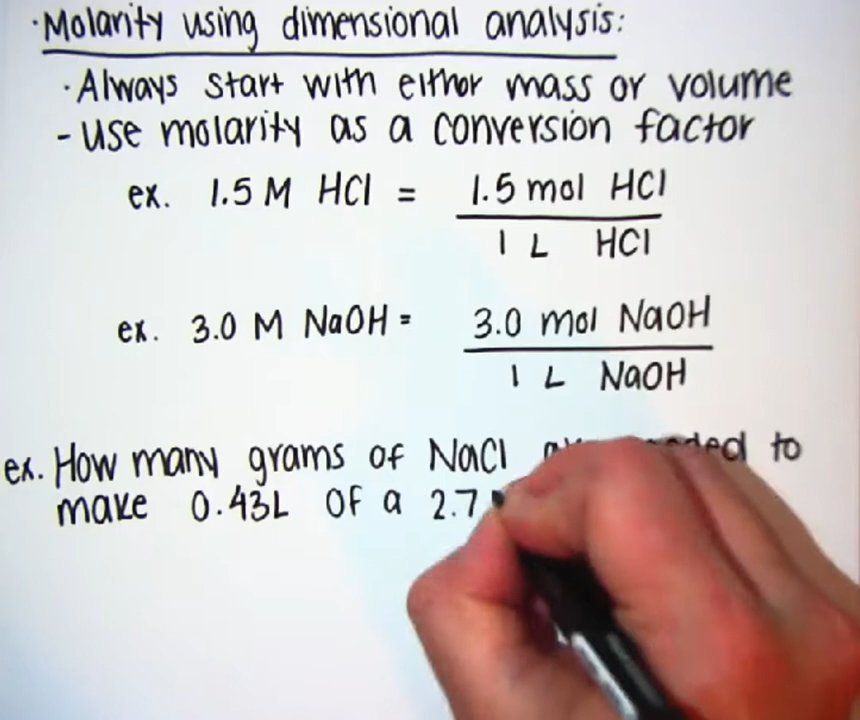 ·Molarity using dimensional analysis:
·Always start with either mass or volume
- use molarity as a conversion factor
ex. 1.5 M HCl = 1.5 mol HCl
1 L HCl
ex. 3.0 M NaOH = 3.0 mol NaOH
1 L NaOH
ex. How many grams of NaCl to
make 0.43L of a 2.7